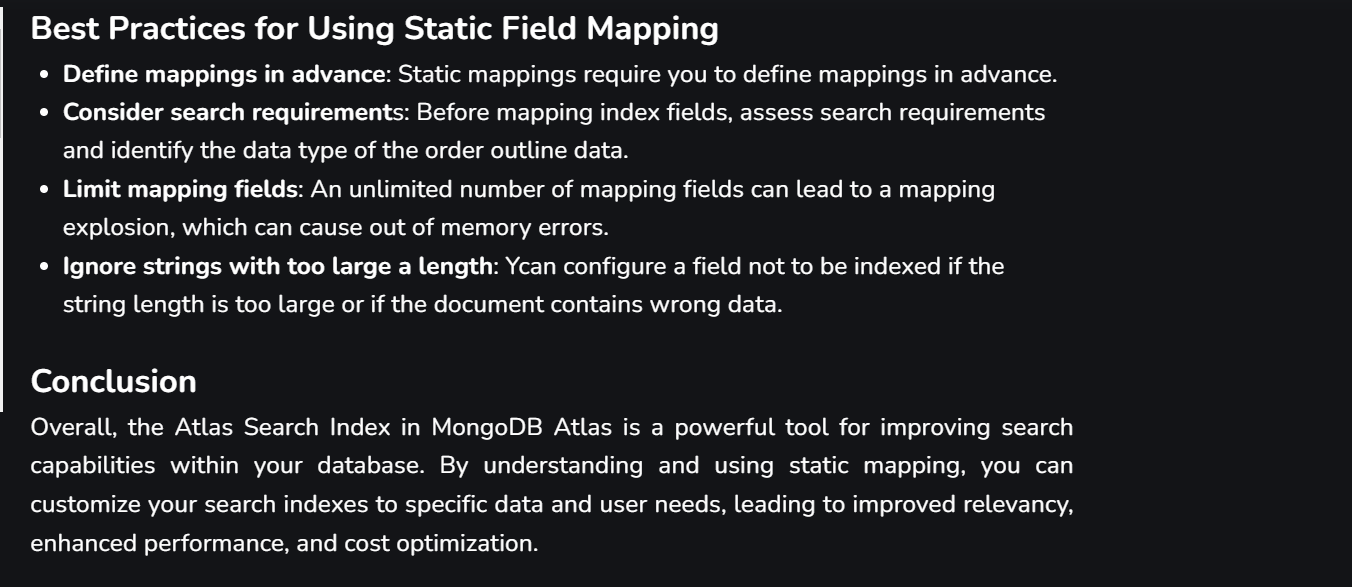 Best Practices for Using Static Field Mapping
Define mappings in advance: Static mappings require you to define mappings in advance.
Consider search requirements: Before mapping index fields, assess search requirements
and identify the data type of the order outline data.
Limit mapping fields: An unlimited number of mapping fields can lead to a mapping
explosion, which can cause out of memory errors.
Ignore strings with too large a length: Ycan configure a field not to be indexed if the
string length is too large or if the document contains wrong data.
Conclusion
Overall, the Atlas Search Index in MongoDB Atlas is a powerful tool for improving search
capabilities within your database. By understanding and using static mapping, you can
customize your search indexes to specific data and user needs, leading to improved relevancy,
enhanced performance, and cost optimization.